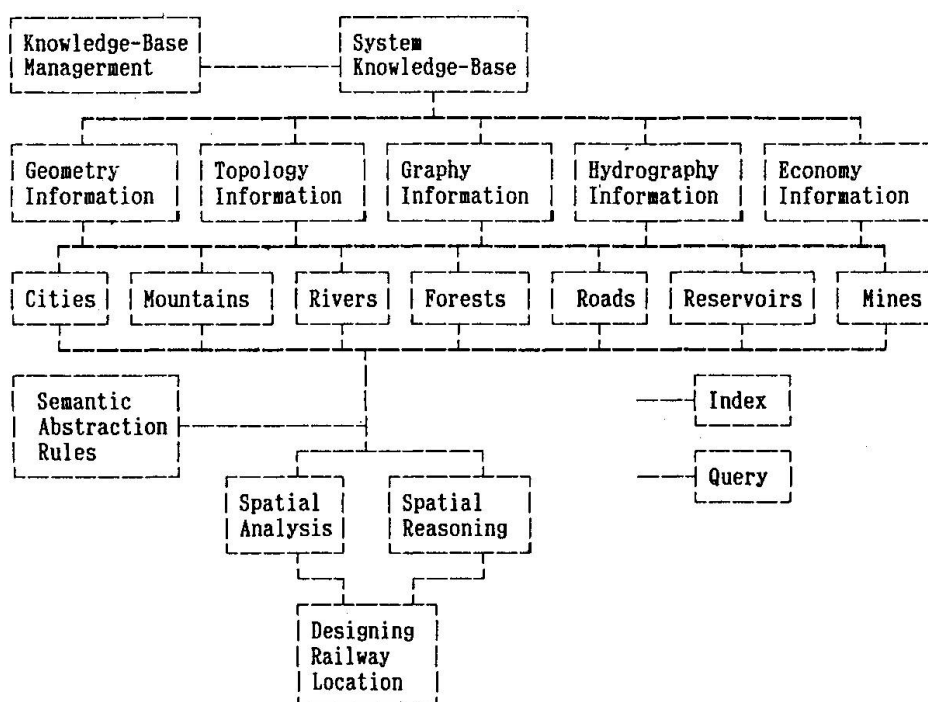 Knowledge-Base
Managerment
System
Knowledge-Base
Geometry
Information
Topology
Information
Graphy
Information
Hydrography
Information
Economy
Information
Cities
Mountains
Rivers
Forests
Roads
Reservoirs
Mines
Semantic
Abstraction
Rules
Index
Query
Spatial
Analysis
Spatial
Reasoning
Designing
Railway
Location